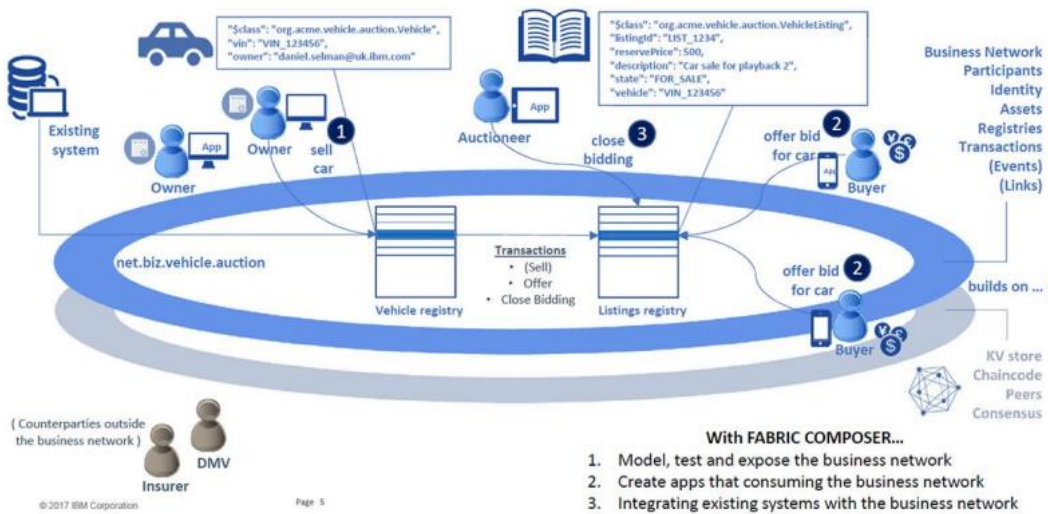 "$class": "org.acme.vehicle.auction.Vehicle",
"vin": "VIN_123456",
"owner": "daniel.selman@uk.ibm.com"
"$class": "org.acme.vehicle.auction.VehicleListing",
"listingId": "LIST_1234",
"reservePrice": 500,
"description": "Car sale for playback 2",
"state": "FOR_SALE",
"vehicle": "VIN_123456"
Business Network
Participants
Identity
Assets
Registries
Transactions
(Events)
(Links)
Existing
system
App
Owner
Owner
1
sell
car
App
Auctioneer
3
close
bidding
2
offer bid
for car
App
Buyer
¥ £
$
net.biz.vehicle.auction
Vehicle registry
Transactions
• (Sell)
• Offer
• Close Bidding
Listings registry
2
offer bid
for car
Buyer
¥ £
$
builds on ...
KV store
Chaincode
Peers
Consensus
( Counterparties outside
the business network )
DMV
Insurer
With FABRIC COMPOSER...
1. Model, test and expose the business network
2. Create apps that consuming the business network
3. Integrating existing systems with the business network
© 2017 IBM Corporation
Page 5